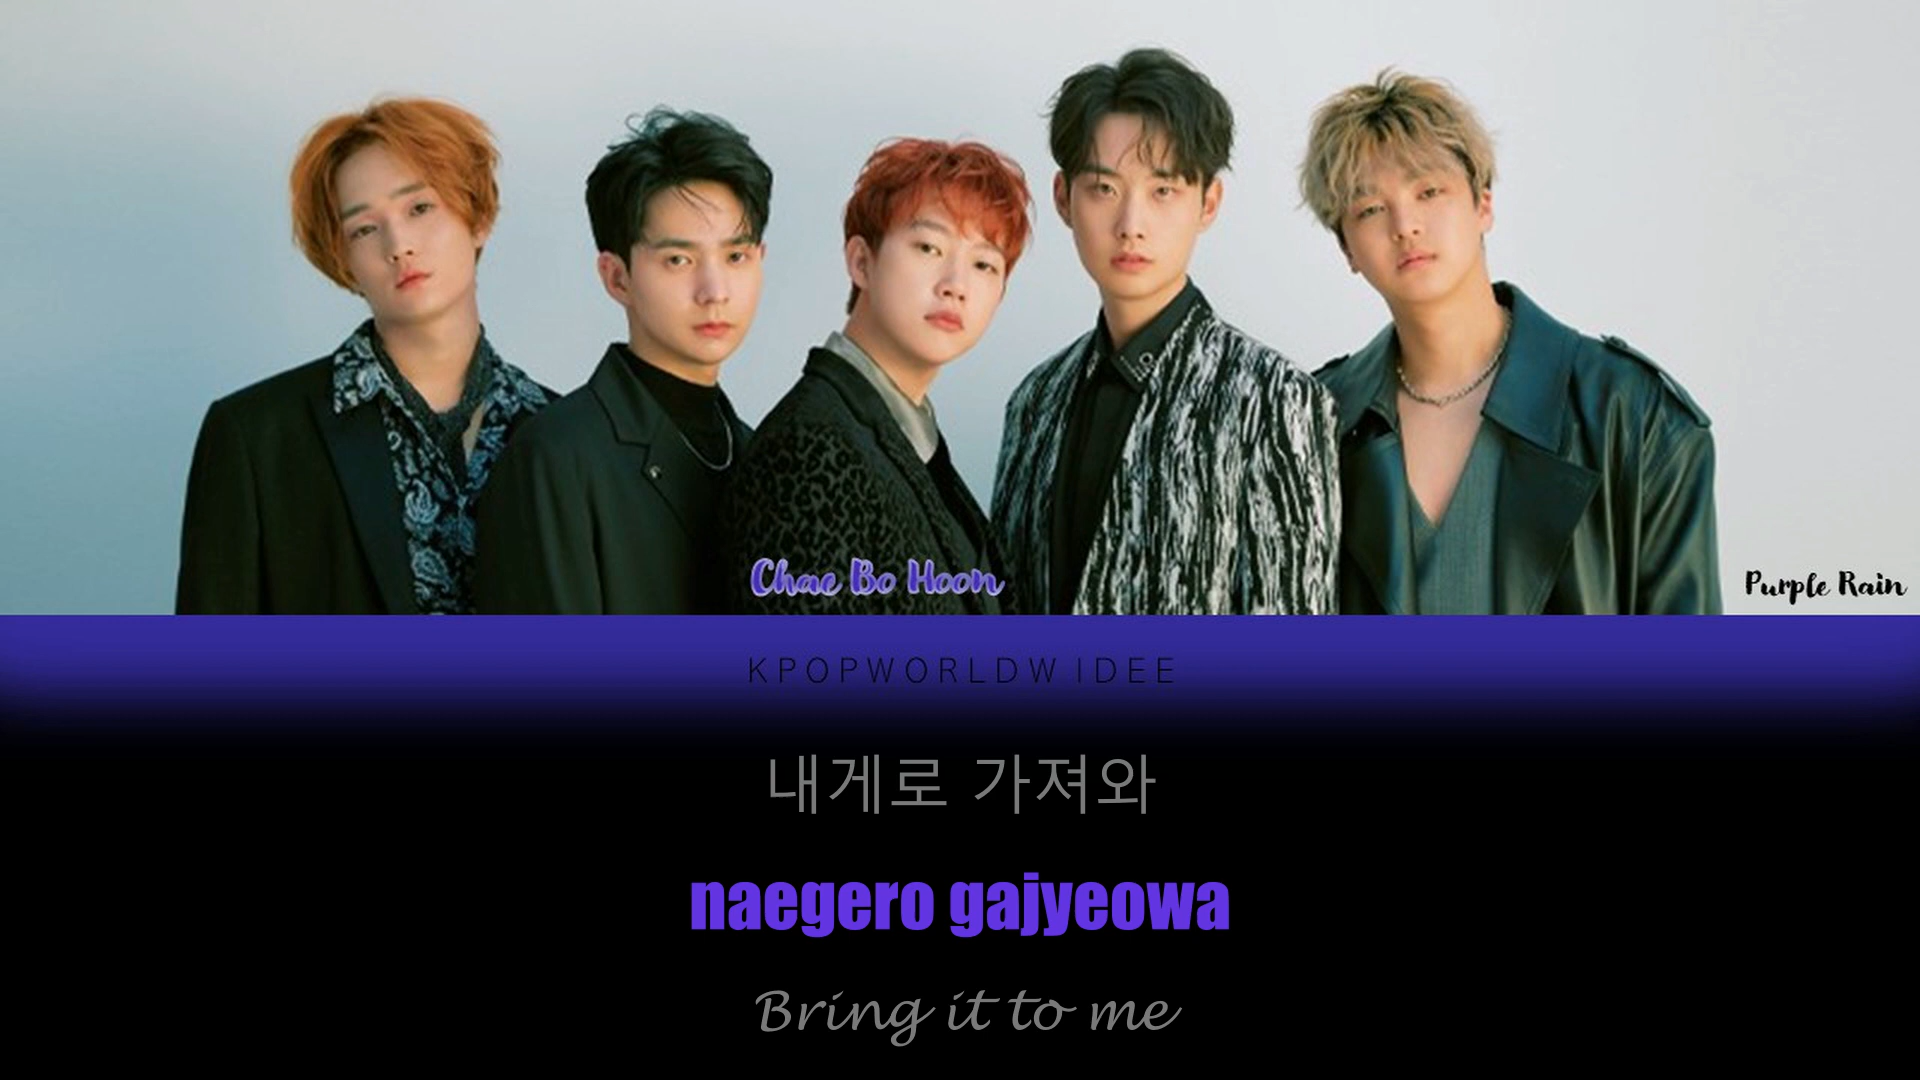 Chae Bo Hoon
Purple Rain
KPOPWORLDWIDEE
내게로 가져와
naegero gajyeowa
Bring it to me